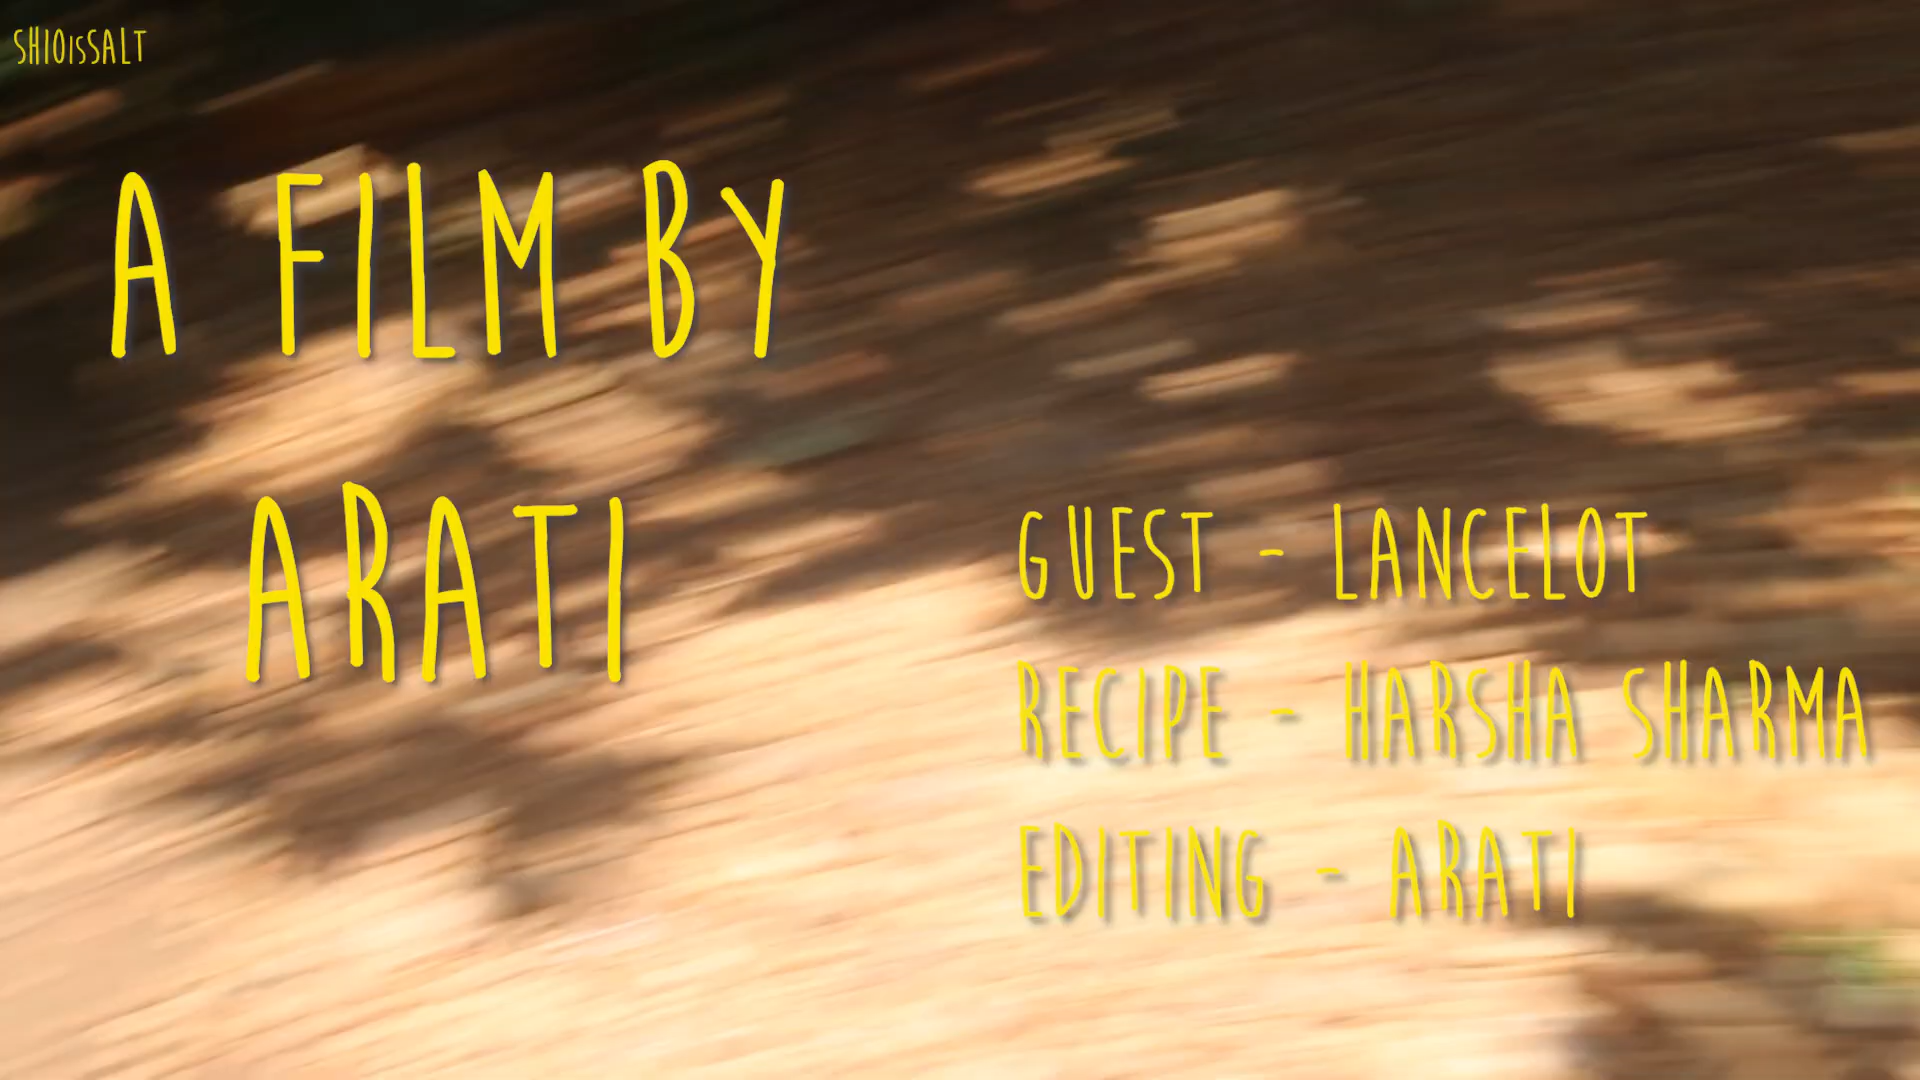 SHIOISSALT
A FILM BY
ARATI
GUEST - LANCELOT
RECIPE - HARSHA SHARMA
EDITING - ARATI